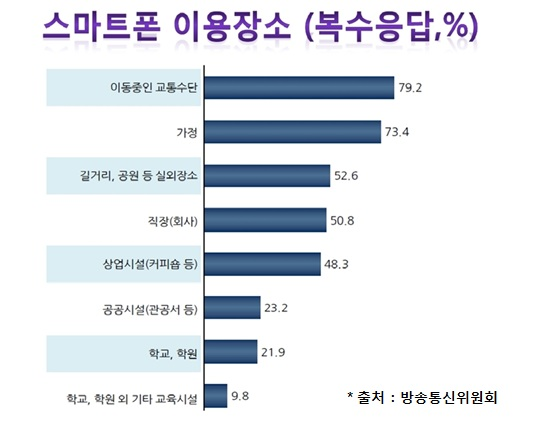 스마트폰 이용장소 (복수응답,%)
이동중인 교통수단 79.2
가정 73.4
길거리, 공원 등 실외장소 52.6
직장(회사) 50.8
상업시설(커피숍 등) 48.3
공공시설(관공서 등) 23.2
학교, 학원 21.9
학교, 학원 외 기타 교육시설 9.8
* 출처 : 방송통신위원회